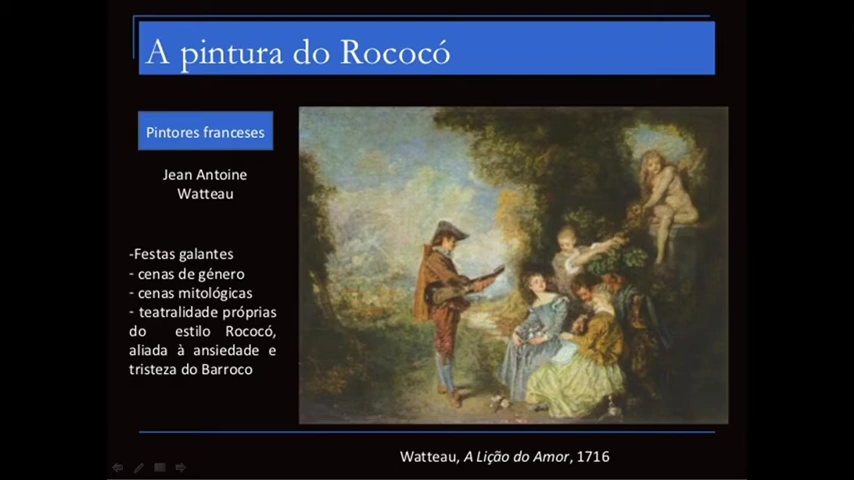 A pintura do Rococó
Pintores franceses
Jean Antoine
Watteau
-Festas galantes
- cenas de género
- cenas mitológicas
- teatralidade próprias
do estilo Rococó,
aliada à ansiedade e
tristeza do Barroco
Watteau, A Lição do Amor, 1716